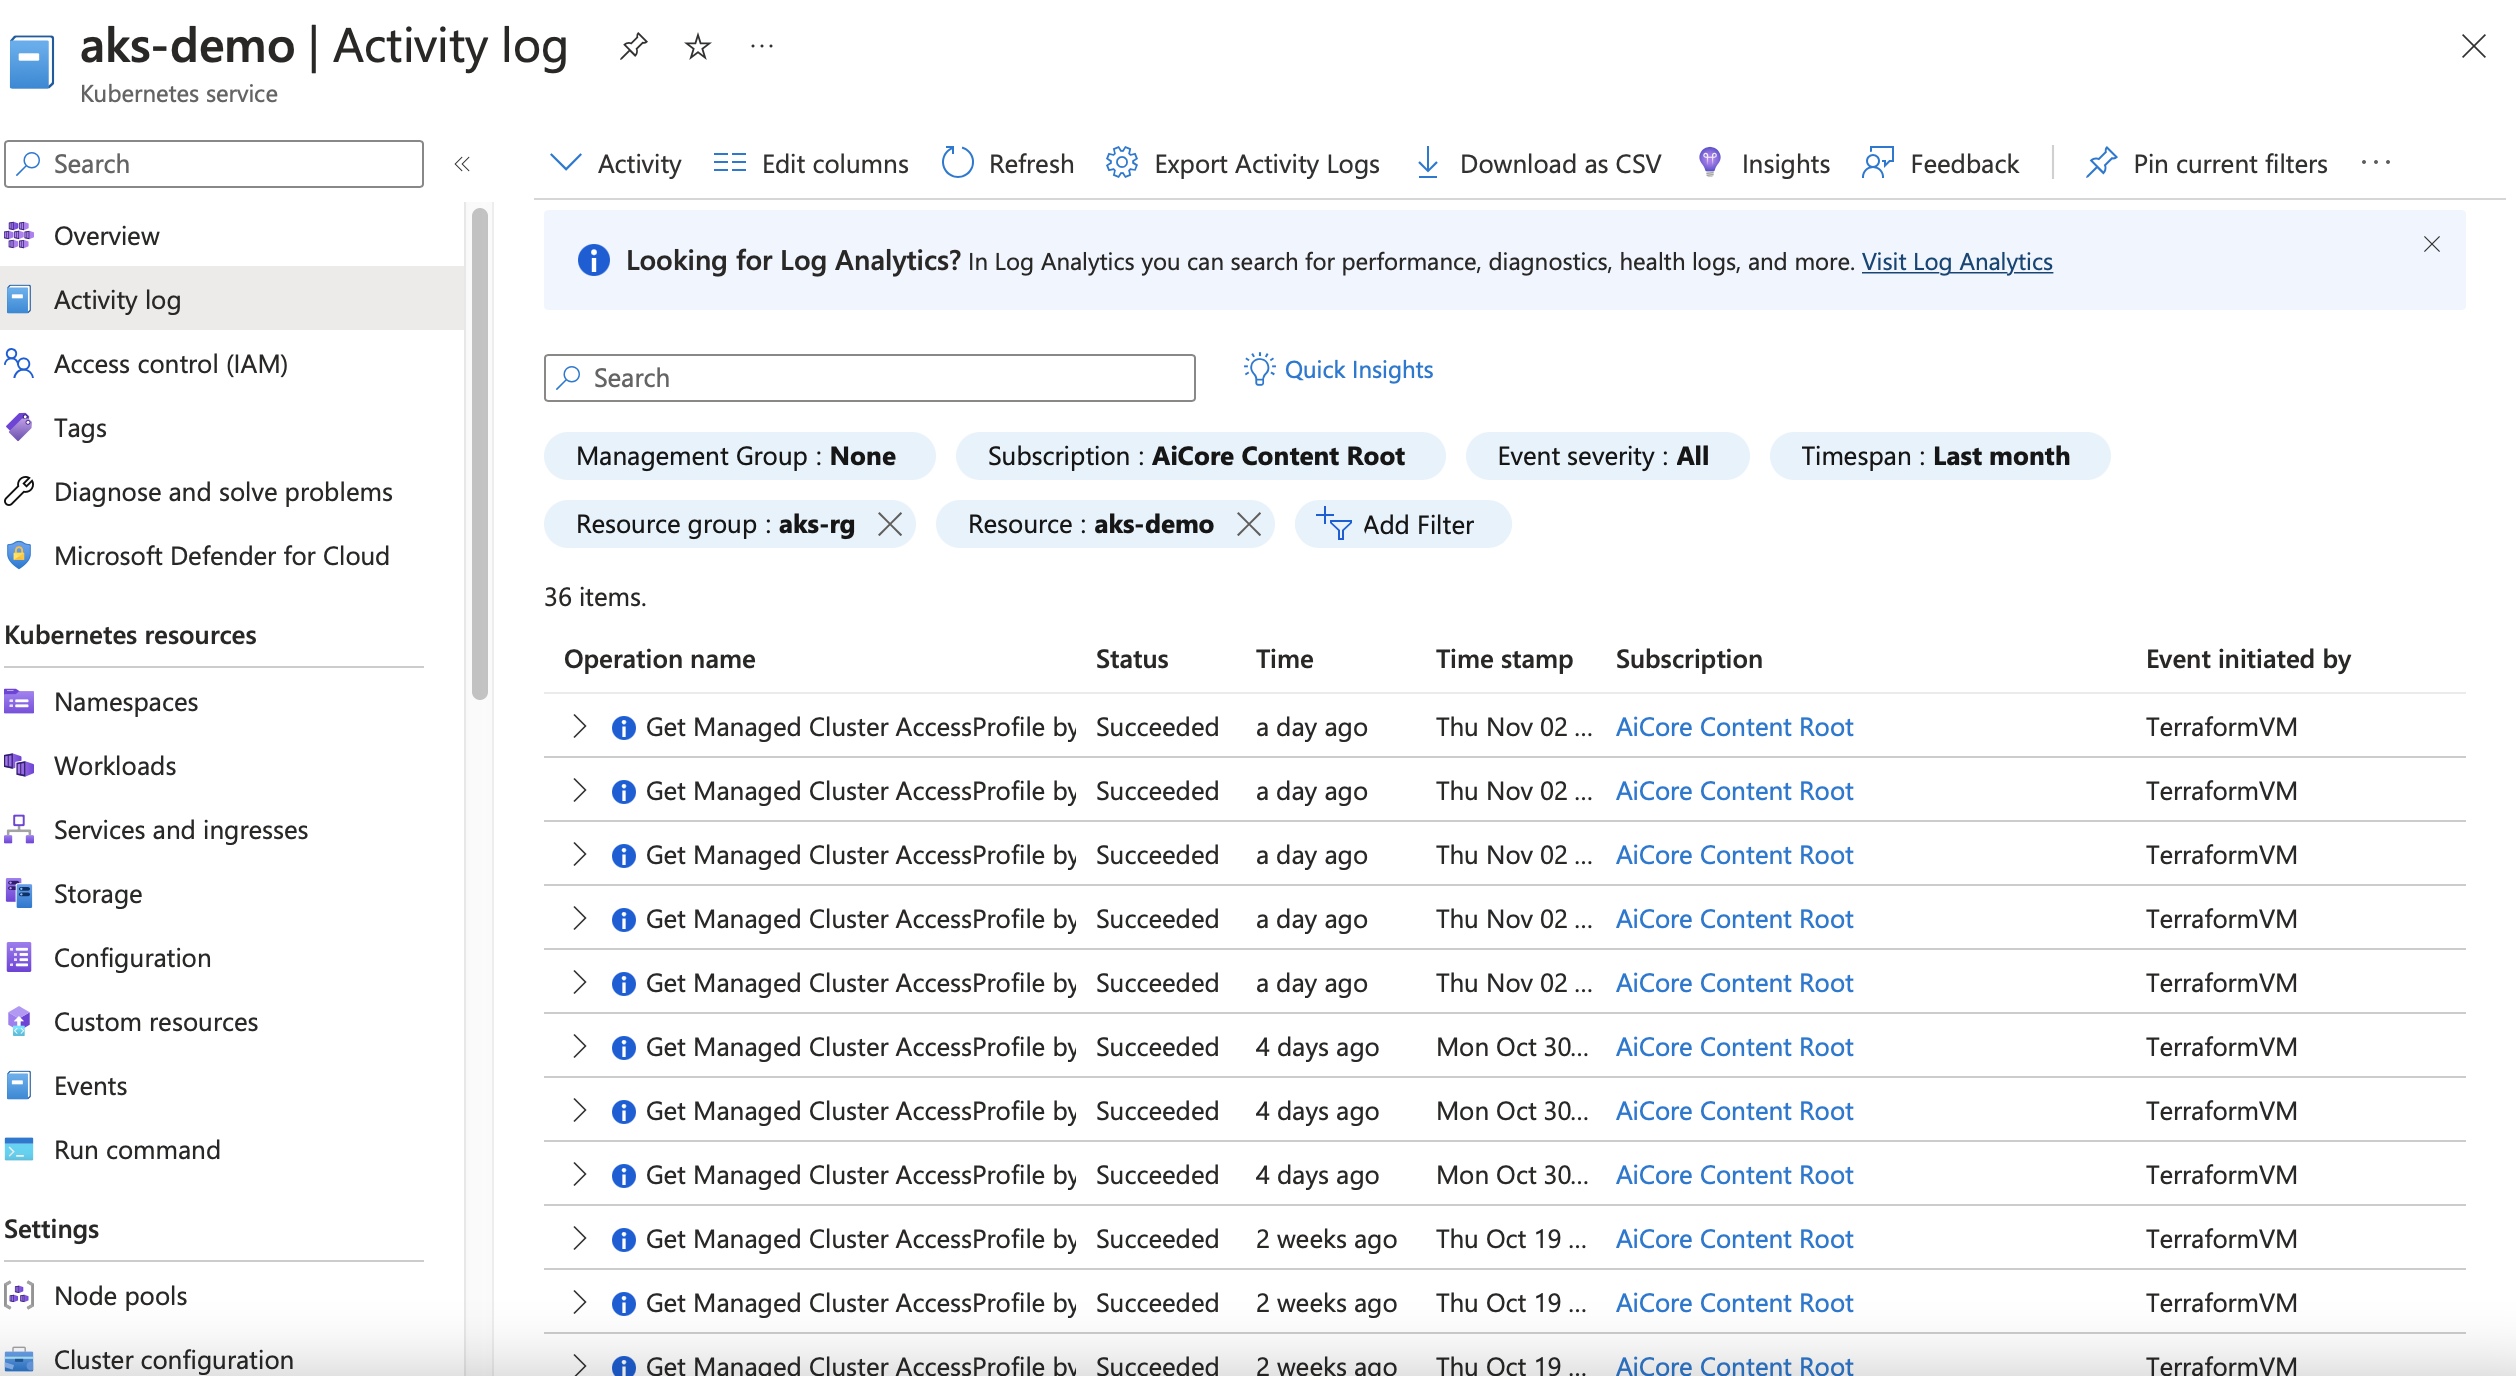 aks-demo | Activity log
Kubernetes service
Search
Overview
Activity log
Access control (IAM)
Tags
Diagnose and solve problems
Microsoft Defender for Cloud
Kubernetes resources
Namespaces
Workloads
Services and ingresses
Storage
Configuration
Custom resources
Events
Run command
Settings
Node pools
Cluster configuration
Activity Edit columns Refresh Export Activity Logs Download as CSV Insights Feedback Pin current filters
Looking for Log Analytics? In Log Analytics you can search for performance, diagnostics, health logs, and more. Visit Log Analytics
Search Quick Insights
Management Group : None Subscription : AiCore Content Root Event severity : All Timespan : Last month
Resource group : aks-rg Resource : aks-demo Add Filter
36 items.
Operation name Status Time Time stamp Subscription Event initiated by
Get Managed Cluster AccessProfile by Succeeded a day ago Thu Nov 02 ... AiCore Content Root TerraformVM
Get Managed Cluster AccessProfile by Succeeded a day ago Thu Nov 02 ... AiCore Content Root TerraformVM
Get Managed Cluster AccessProfile by Succeeded a day ago Thu Nov 02 ... AiCore Content Root TerraformVM
Get Managed Cluster AccessProfile by Succeeded a day ago Thu Nov 02 ... AiCore Content Root TerraformVM
Get Managed Cluster AccessProfile by Succeeded a day ago Thu Nov 02 ... AiCore Content Root TerraformVM
Get Managed Cluster AccessProfile by Succeeded 4 days ago Mon Oct 30... AiCore Content Root TerraformVM
Get Managed Cluster AccessProfile by Succeeded 4 days ago Mon Oct 30... AiCore Content Root TerraformVM
Get Managed Cluster AccessProfile by Succeeded 4 days ago Mon Oct 30... AiCore Content Root TerraformVM
Get Managed Cluster AccessProfile by Succeeded 2 weeks ago Thu Oct 19 ... AiCore Content Root TerraformVM
Get Managed Cluster AccessProfile by Succeeded 2 weeks ago Thu Oct 19 ... AiCore Content Root TerraformVM
Get Managed Cluster AccessProfile by Succeeded 2 weeks ago Thu Oct 19 ... AiCore Content Root TerraformVM